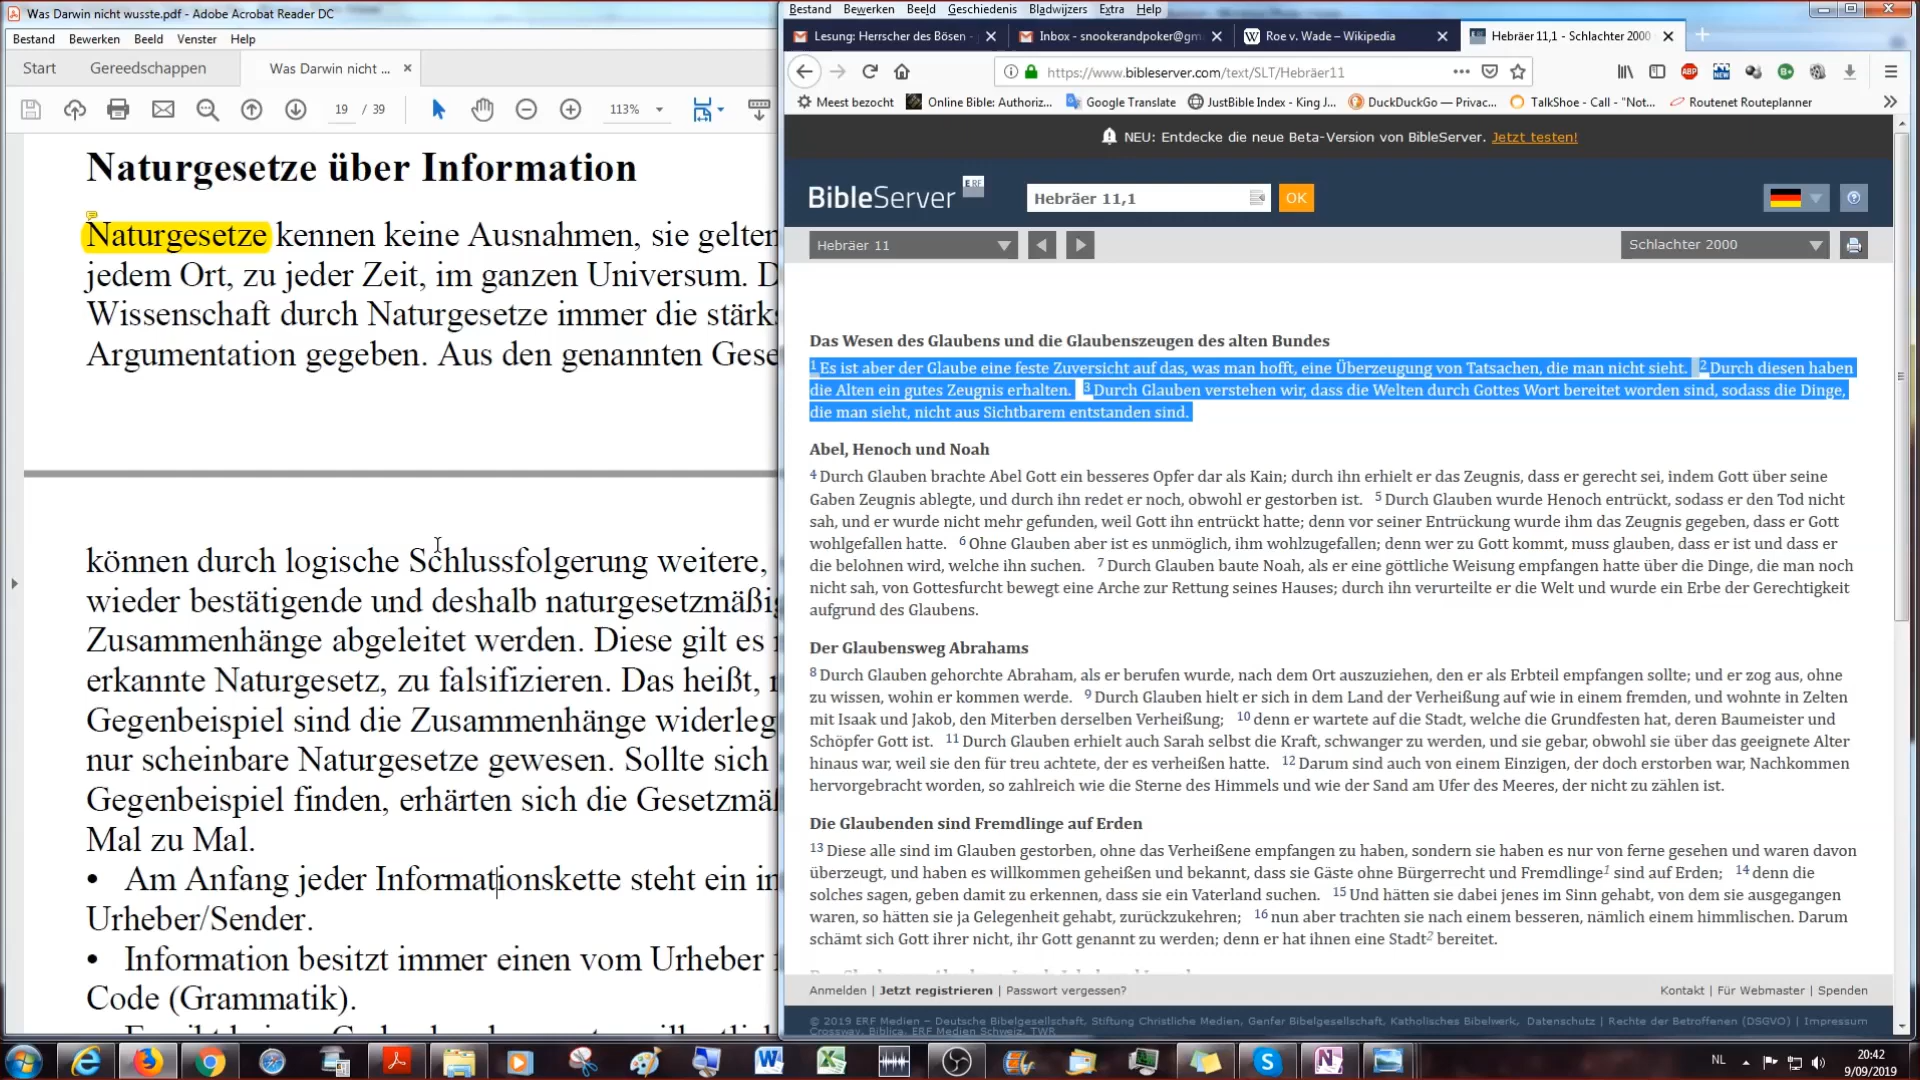 Was Darwin nicht wusste.pdf - Adobe Acrobat Reader DC
Bestand Bewerken Beeld Venster Help
Start Gereedschappen Was Darwin nicht ... ×
19 / 39 113%
Naturgesetze über Information
Naturgesetze kennen keine Ausnahmen, sie gelten
jedem Ort, zu jeder Zeit, im ganzen Universum. D
Wissenschaft durch Naturgesetze immer die stärks
Argumentation gegeben. Aus den genannten Gese
können durch logische Schlussfolgerung weitere,
wieder bestätigende und deshalb naturgesetzmäßig
Zusammenhänge abgeleitet werden. Diese gilt es
erkannte Naturgesetz, zu falsifizieren. Das heißt,
Gegenbeispiel sind die Zusammenhänge widerleg
nur scheinbare Naturgesetze gewesen. Sollte sich
Gegenbeispiel finden, erhärten sich die Gesetzmäß
Mal zu Mal.
• Am Anfang jeder Informationskette steht ein in
Urheber/Sender.
• Information besitzt immer einen vom Urheber
Code (Grammatik).
Bestand Bewerken Beeld Geschiedenis Bladwijzers Extra Help
Lesung: Herrscher des Bösen - Inbox - snookerandpoker@gm Roe v. Wade – Wikipedia Hebräer 11,1 - Schlachter 2000
https://www.bibleserver.com/text/SLT/Hebräer11
Meest bezocht Online Bible: Authoriz... Google Translate JustBible Index - King J... DuckDuckGo — Privac... TalkShoe - Call - "Not... Routenet Routeplanner
NEU: Entdecke die neue Beta-Version von BibleServer. Jetzt testen!
BibleServer ERF Hebräer 11,1 OK
Hebräer 11 Schlachter 2000
Das Wesen des Glaubens und die Glaubenszeugen des alten Bundes
1 Es ist aber der Glaube eine feste Zuversicht auf das, was man hofft, eine Überzeugung von Tatsachen, die man nicht sieht. 2 Durch diesen haben
die Alten ein gutes Zeugnis erhalten. 3 Durch Glauben verstehen wir, dass die Welten durch Gottes Wort bereitet worden sind, sodass die Dinge,
die man sieht, nicht aus Sichtbarem entstanden sind.
Abel, Henoch und Noah
4 Durch Glauben brachte Abel Gott ein besseres Opfer dar als Kain; durch ihn erhielt er das Zeugnis, dass er gerecht sei, indem Gott über seine
Gaben Zeugnis ablegte, und durch ihn redet er noch, obwohl er gestorben ist. 5 Durch Glauben wurde Henoch entrückt, sodass er den Tod nicht
sah, und er wurde nicht mehr gefunden, weil Gott ihn entrückt hatte; denn vor seiner Entrückung wurde ihm das Zeugnis gegeben, dass er Gott
wohlgefallen hatte. 6 Ohne Glauben aber ist es unmöglich, ihm wohlzugefallen; denn wer zu Gott kommt, muss glauben, dass er ist und dass er
die belohnen wird, welche ihn suchen. 7 Durch Glauben baute Noah, als er eine göttliche Weisung empfangen hatte über die Dinge, die man noch
nicht sah, von Gottesfurcht bewegt eine Arche zur Rettung seines Hauses; durch ihn verurteilte er die Welt und wurde ein Erbe der Gerechtigkeit
aufgrund des Glaubens.
Der Glaubensweg Abrahams
8 Durch Glauben gehorchte Abraham, als er berufen wurde, nach dem Ort auszuziehen, den er als Erbteil empfangen sollte; und er zog aus, ohne
zu wissen, wohin er kommen werde. 9 Durch Glauben hielt er sich in dem Land der Verheißung auf wie in einem fremden, und wohnte in Zelten
mit Isaak und Jakob, den Miterben derselben Verheißung; 10 denn er wartete auf die Stadt, welche die Grundfesten hat, deren Baumeister und
Schöpfer Gott ist. 11 Durch Glauben erhielt auch Sarah selbst die Kraft, schwanger zu werden, und sie gebar, obwohl sie über das geeignete Alter
hinaus war, weil sie den für treu achtete, der es verheißen hatte. 12 Darum sind auch von einem Einzigen, der doch erstorben war, Nachkommen
hervorgebracht worden, so zahlreich wie die Sterne des Himmels und wie der Sand am Ufer des Meeres, der nicht zu zählen ist.
Die Glaubenden sind Fremdlinge auf Erden
13 Diese alle sind im Glauben gestorben, ohne das Verheißene empfangen zu haben, sondern sie haben es nur von ferne gesehen und waren davon
überzeugt, und haben es willkommen geheißen und bekannt, dass sie Gäste ohne Bürgerrecht und Fremdlinge1 sind auf Erden; 14 denn die
solches sagen, geben damit zu erkennen, dass sie ein Vaterland suchen. 15 Und hätten sie dabei jenes im Sinn gehabt, von dem sie ausgegangen
waren, so hätten sie ja Gelegenheit gehabt, zurückzukehren; 16 nun aber trachten sie nach einem besseren, nämlich einem himmlischen. Darum
schämt sich Gott ihrer nicht, ihr Gott genannt zu werden; denn er hat ihnen eine Stadt2 bereitet.
Anmelden | Jetzt registrieren | Passwort vergessen? Kontakt | Für Webmaster | Spenden
© 2019 ERF Medien – Deutsche Bibelgesellschaft, Stiftung Christliche Medien, Genfer Bibelgesellschaft, Katholisches Bibelwerk, Datenschutz | Rechte der Betroffenen (DSGVO) | Impressum
Crossway, Biblica, ERF Medien Schweiz, TWR
NL 20:42
9/09/2019